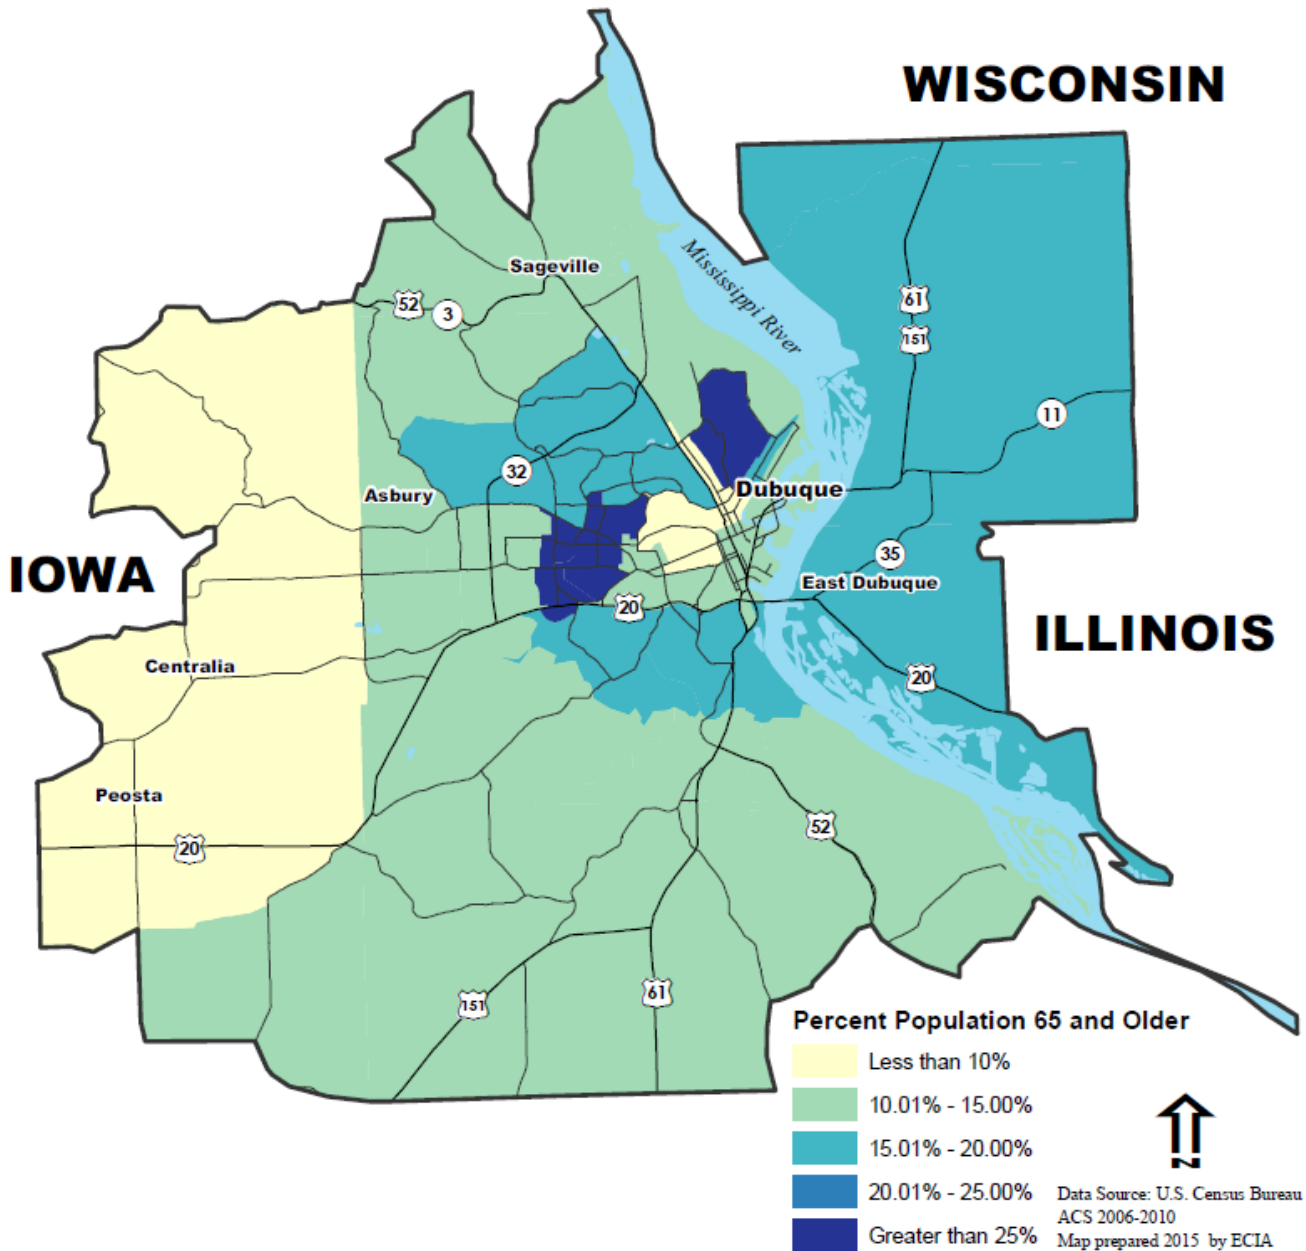 WISCONSIN
Mississippi River
Sageville
52
3
61
151
11
32
Asbury
Dubuque
35
East Dubuque
IOWA
20
ILLINOIS
Centralia
20
Peosta
52
20
151
61
Percent Population 65 and Older
Less than 10%
10.01% - 15.00%
15.01% - 20.00%
20.01% - 25.00%
Greater than 25%
N
Data Source: U.S. Census Bureau
ACS 2006-2010
Map prepared 2015 by ECIA